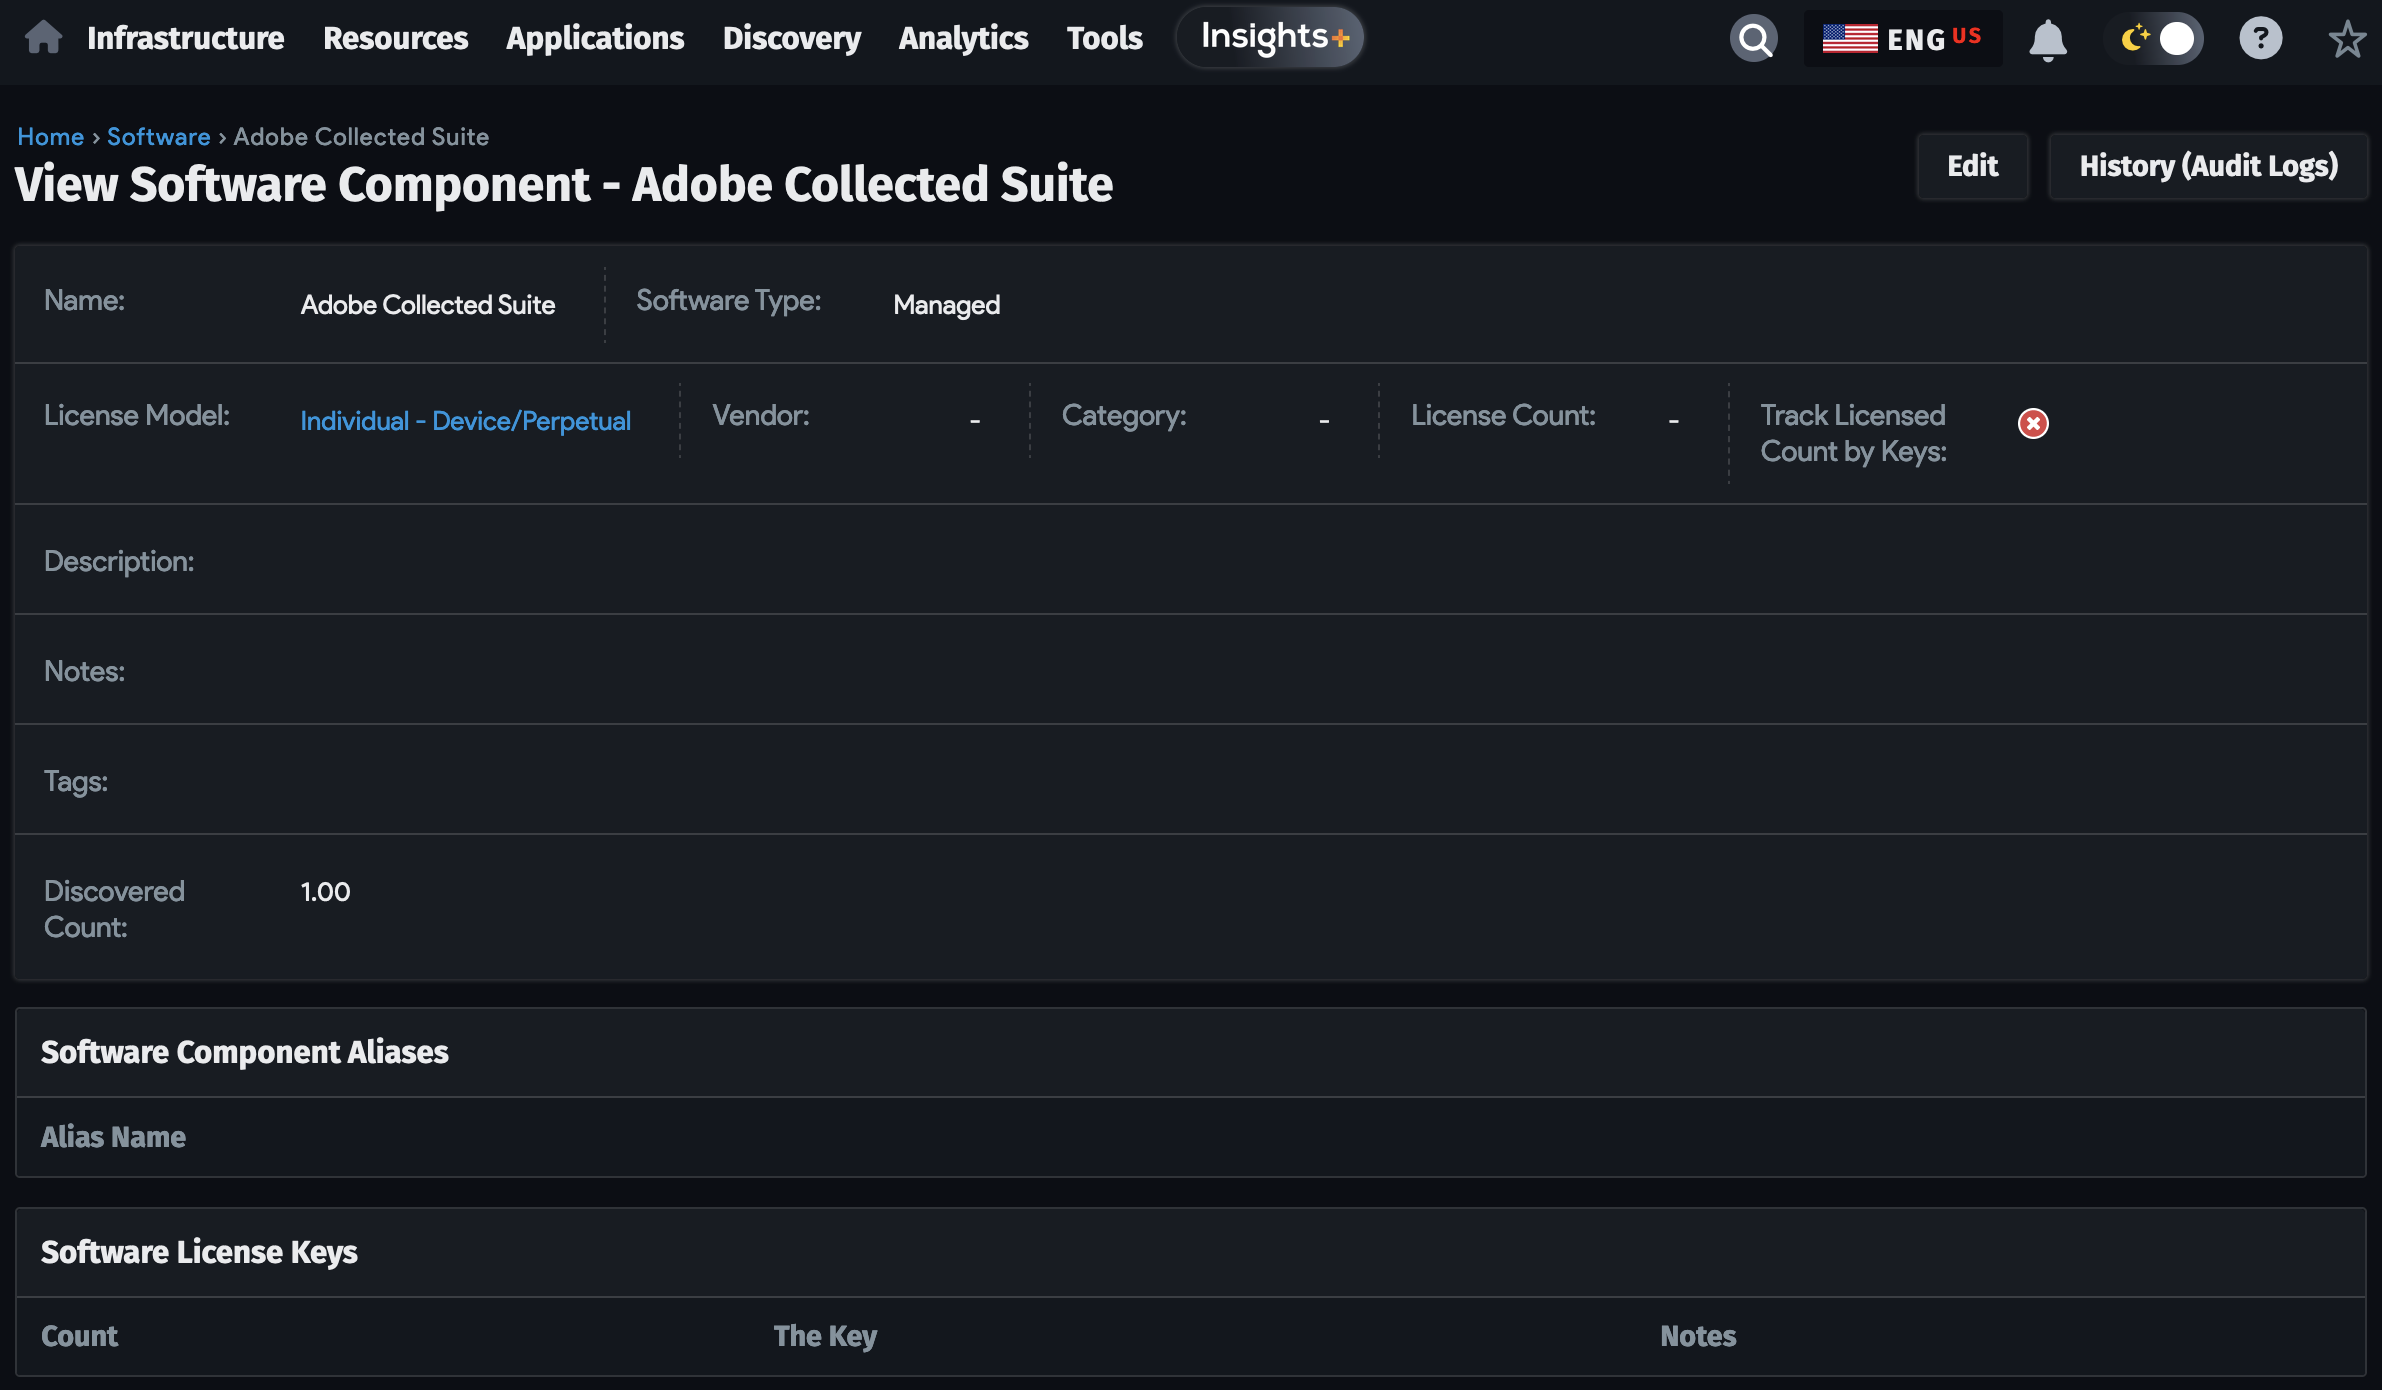 Infrastructure Resources Applications Discovery Analytics Tools Insights+ ENG US ?
Home › Software › Adobe Collected Suite
View Software Component - Adobe Collected Suite
Edit History (Audit Logs)
Name: Adobe Collected Suite Software Type: Managed
License Model: Individual - Device/Perpetual Vendor: - Category: - License Count: - Track Licensed
Count by Keys:
Description:
Notes:
Tags:
Discovered 1.00
Count:
Software Component Aliases
Alias Name
Software License Keys
Count The Key Notes